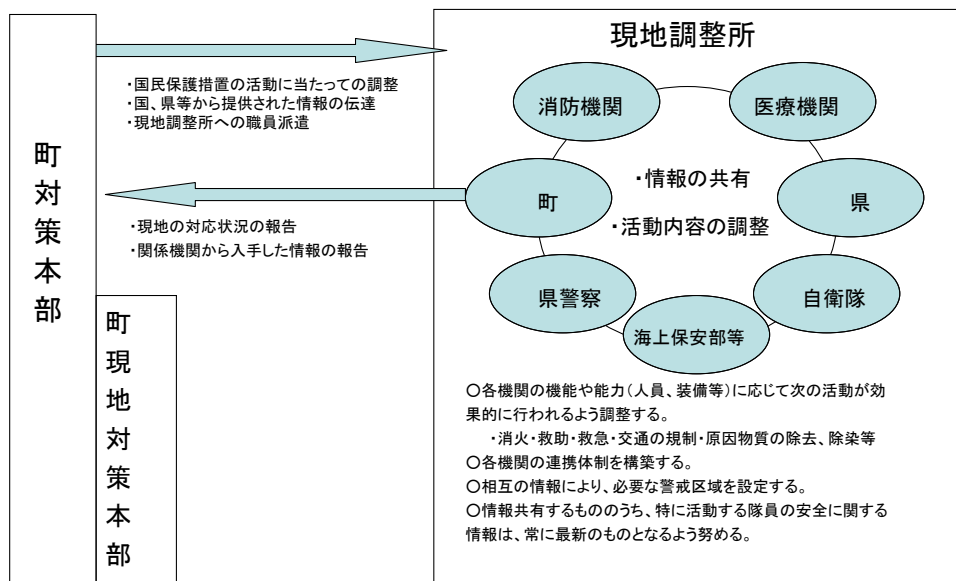 町対策本部
町現地対策本部
・国民保護措置の活動に当たっての調整
・国、県等から提供された情報の伝達
・現地調整所への職員派遣
・現地の対応状況の報告
・関係機関から入手した情報の報告
現地調整所
消防機関
医療機関
・情報の共有
町
県
・活動内容の調整
県警察
自衛隊
海上保安部等
〇各機関の機能や能力(人員、装備等)に応じて次の活動が効
果的に行われるよう調整する。
・消火・救助・救急・交通の規制・原因物質の除去、除染等
〇各機関の連携体制を構築する。
〇相互の情報により、必要な警戒区域を設定する。
〇情報共有するもののうち、特に活動する隊員の安全に関する
情報は、常に最新のものとなるよう努める。